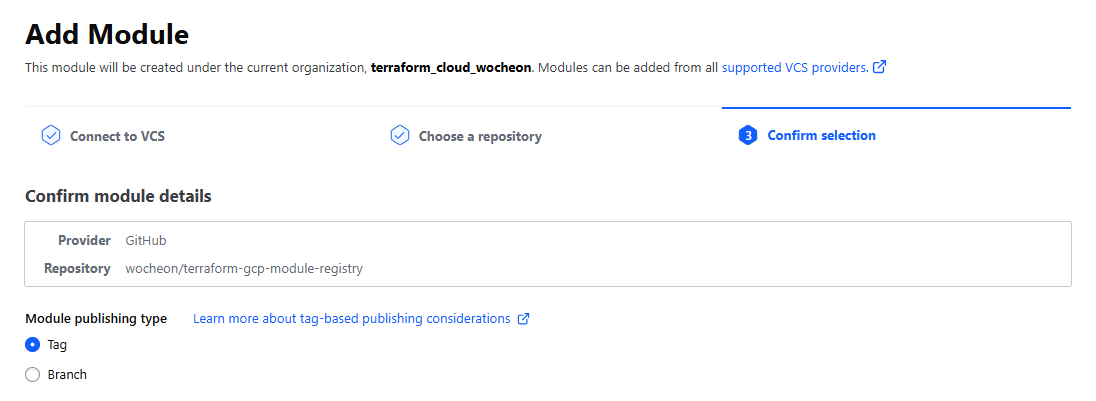 Add Module
This module will be created under the current organization, terraform_cloud_wocheon. Modules can be added from all supported VCS providers.
Connect to VCS
Choose a repository
3 Confirm selection
Confirm module details
Provider GitHub
Repository wocheon/terraform-gcp-module-registry
Module publishing type Learn more about tag-based publishing considerations
Tag
Branch